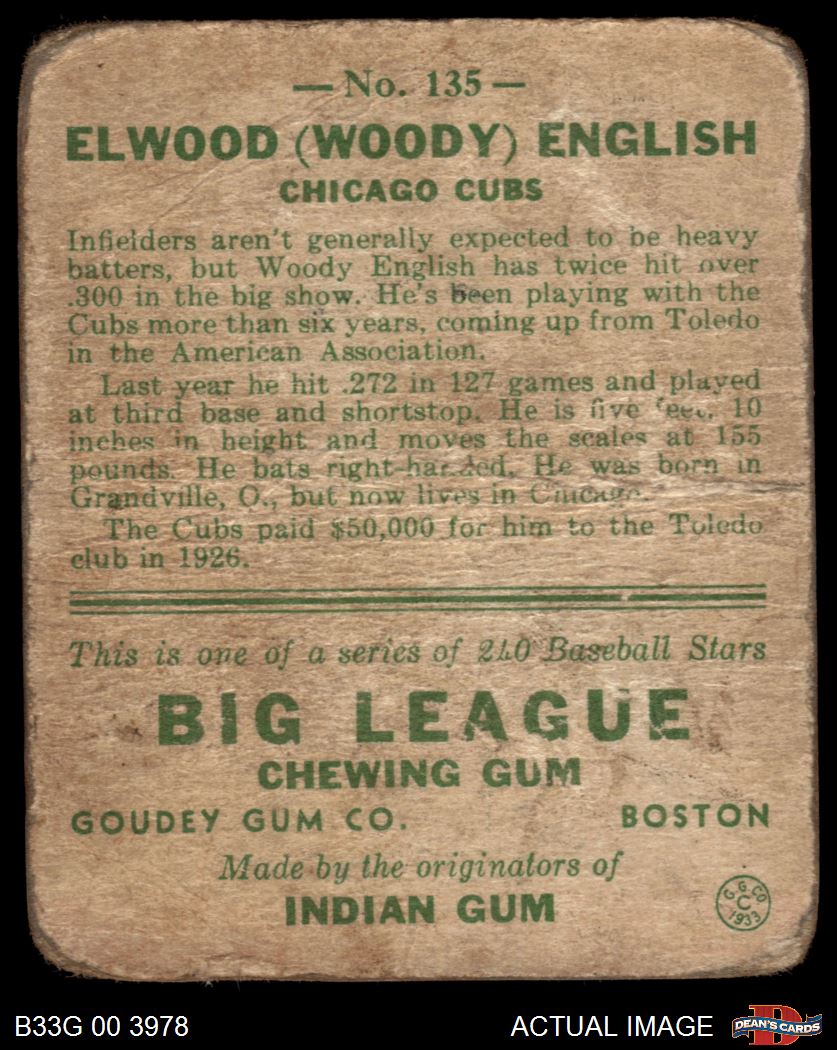 — No. 135 —
ELWOOD (WOODY) ENGLISH
CHICAGO CUBS
Infielders aren't generally expected to be heavy
batters, but Woody English has twice hit over
.300 in the big show. He's been playing with the
Cubs more than six years, coming up from Toledo
in the American Association.
Last year he hit .272 in 127 games and played
at third base and shortstop. He is five feet, 10
inches in height and moves the scales at 155
pounds. He bats right-handed. He was born in
Grandville, O., but now lives in Chicago.
The Cubs paid $50,000 for him to the Toledo
club in 1926.
This is one of a series of 240 Baseball Stars
BIG LEAGUE
CHEWING GUM
GOUDEY GUM CO. BOSTON
Made by the originators of
INDIAN GUM
G. G. CO
C
1933
B33G 00 3978 ACTUAL IMAGE
D
DEAN'S CARDS